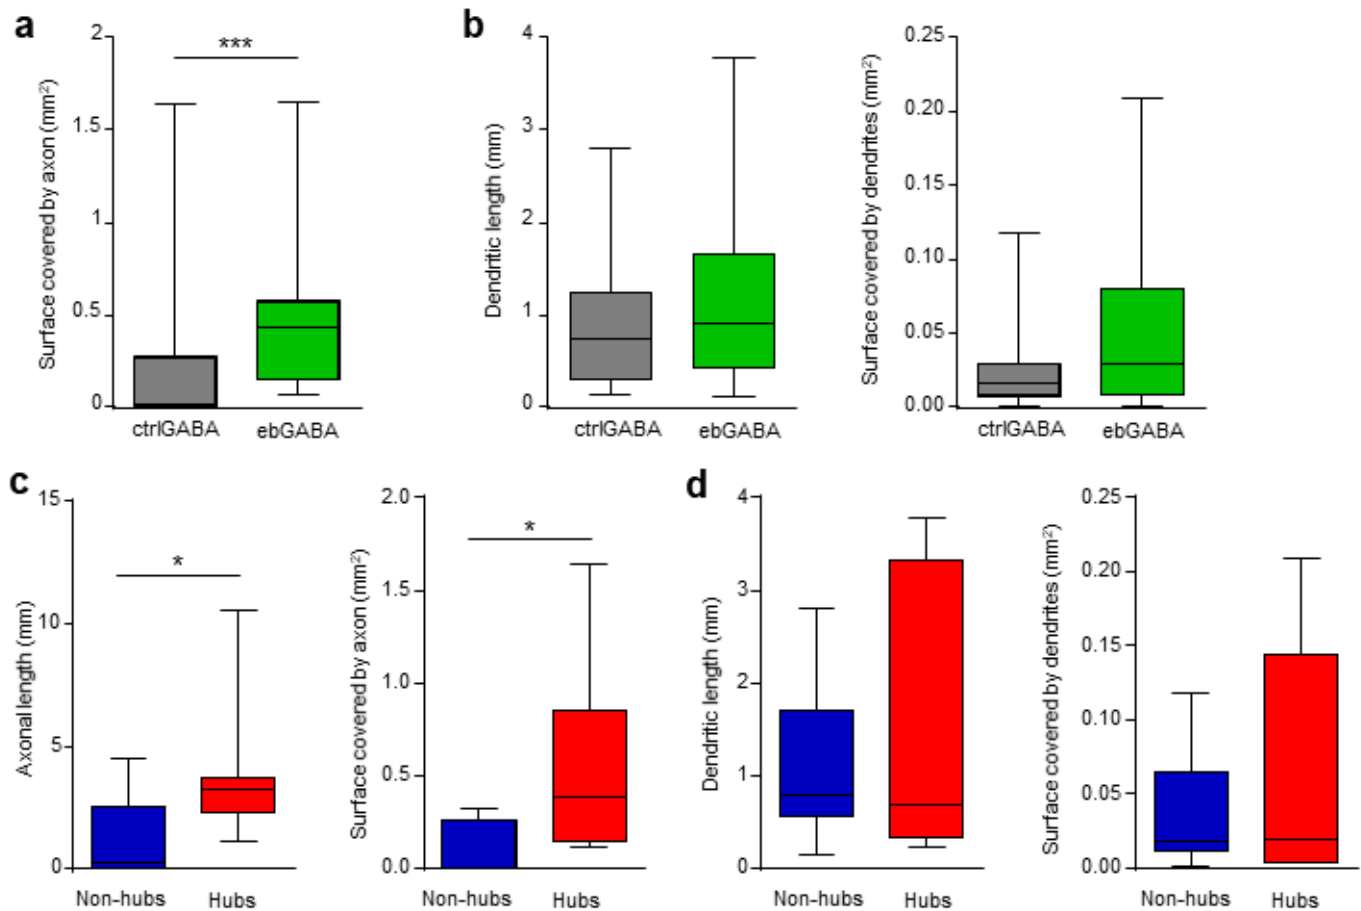 a
Surface covered by axon (mm²)
2
1.5
1
0.5
0
***
ctrlGABA
ebGABA
b
Dendritic length (mm)
4
3
2
1
0
ctrlGABA
ebGABA
Surface covered by dendrites (mm²)
0.25
0.20
0.15
0.10
0.05
0.00
ctrlGABA
ebGABA
c
Axonal length (mm)
15
10
5
0
*
Non-hubs
Hubs
Surface covered by axon (mm²)
2.0
1.5
1.0
0.5
0.0
*
Non-hubs
Hubs
d
Dendritic length (mm)
4
3
2
1
0
Non-hubs
Hubs
Surface covered by dendrites (mm²)
0.25
0.20
0.15
0.10
0.05
0.00
Non-hubs
Hubs